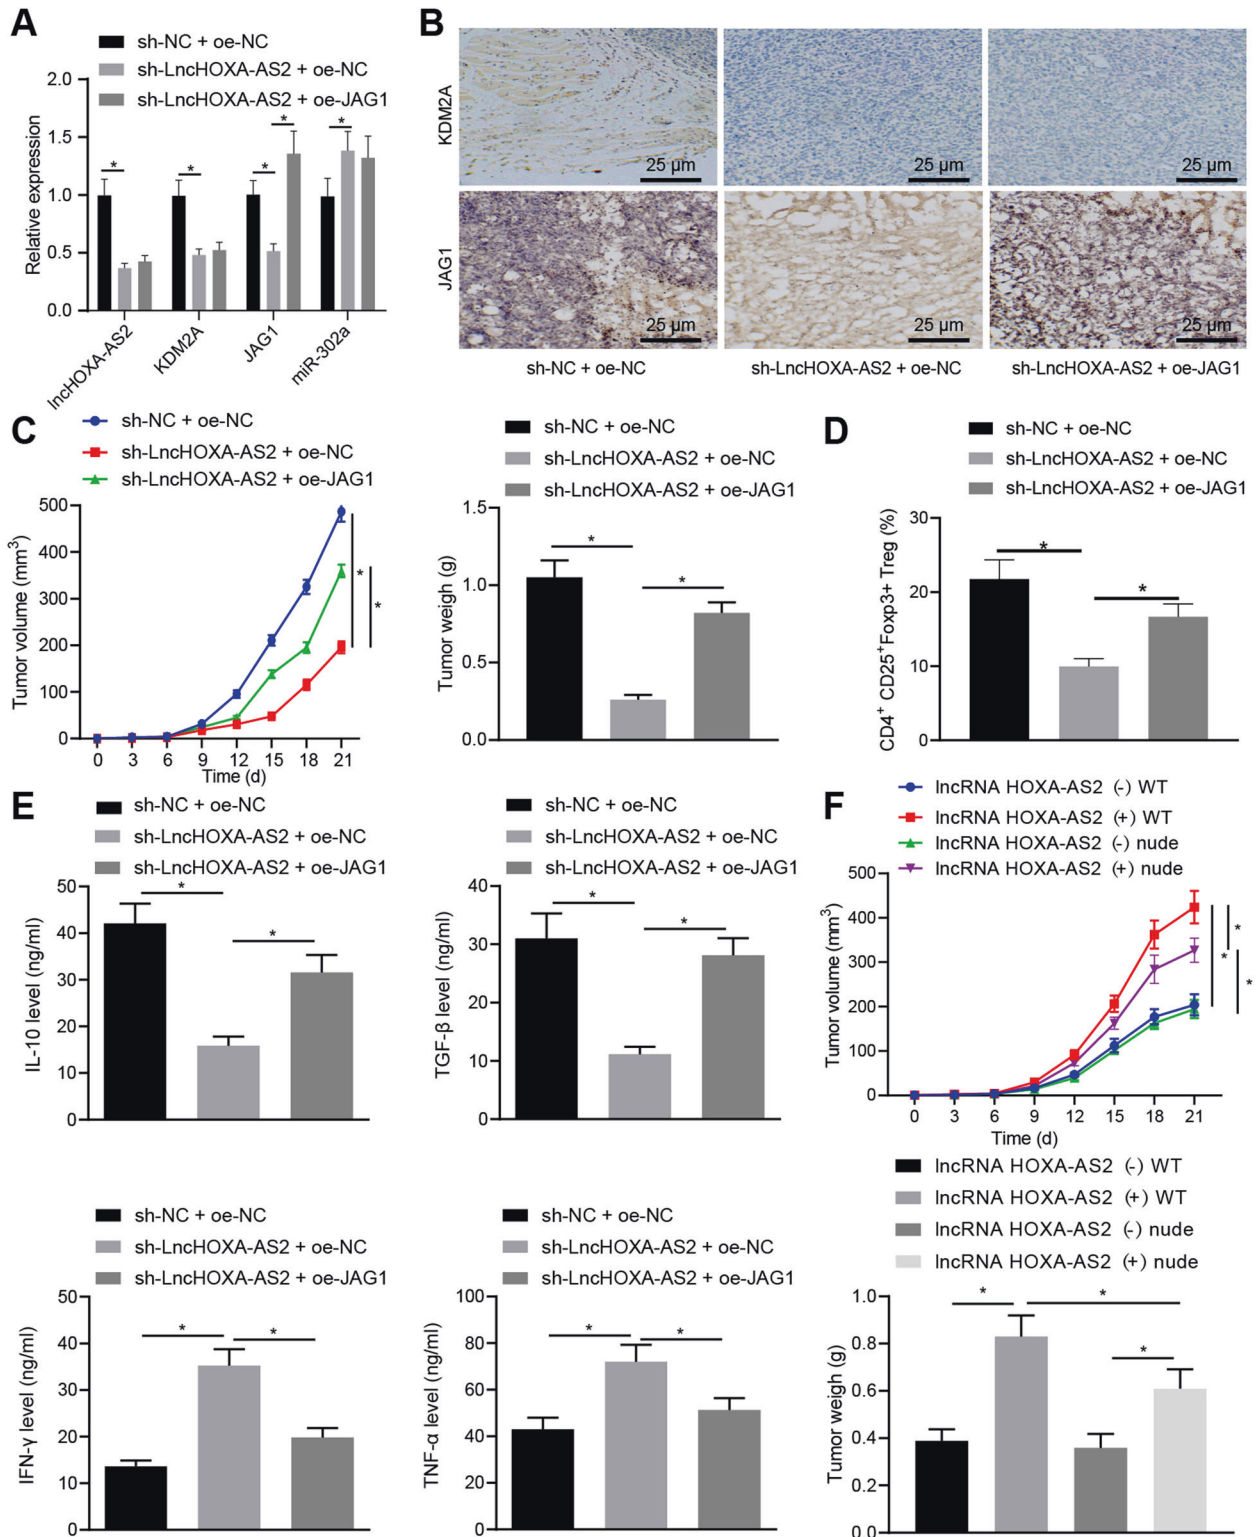 A
sh-NC + oe-NC
sh-LncHOXA-AS2 + oe-NC
sh-LncHOXA-AS2 + oe-JAG1
Relative expression
2.0
1.5
1.0
0.5
0.0
* * * * *
lncHOXA-AS2
KDM2A
JAG1
miR-302a
B
KDM2A
25 µm
25 µm
25 µm
JAG1
25 µm
25 µm
25 µm
sh-NC + oe-NC
sh-LncHOXA-AS2 + oe-NC
sh-LncHOXA-AS2 + oe-JAG1
C
sh-NC + oe-NC
sh-LncHOXA-AS2 + oe-NC
sh-LncHOXA-AS2 + oe-JAG1
Tumor volume (mm³)
500
400
300
200
100
0
* *
0 3 6 9 12 15 18 21
Time (d)
sh-NC + oe-NC
sh-LncHOXA-AS2 + oe-NC
sh-LncHOXA-AS2 + oe-JAG1
Tumor weigh (g)
1.5
1.0
0.5
0.0
* *
D
sh-NC + oe-NC
sh-LncHOXA-AS2 + oe-NC
sh-LncHOXA-AS2 + oe-JAG1
CD4⁺ CD25⁺Foxp3+ Treg (%)
30
20
10
0
* *
E
sh-NC + oe-NC
sh-LncHOXA-AS2 + oe-NC
sh-LncHOXA-AS2 + oe-JAG1
IL-10 level (ng/ml)
50
40
30
20
10
0
* *
sh-NC + oe-NC
sh-LncHOXA-AS2 + oe-NC
sh-LncHOXA-AS2 + oe-JAG1
TGF-β level (ng/ml)
40
30
20
10
0
* *
F
lncRNA HOXA-AS2 (-) WT
lncRNA HOXA-AS2 (+) WT
lncRNA HOXA-AS2 (-) nude
lncRNA HOXA-AS2 (+) nude
Tumor volume (mm³)
500
400
300
200
100
0
* * *
0 3 6 9 12 15 18 21
Time (d)
sh-NC + oe-NC
sh-LncHOXA-AS2 + oe-NC
sh-LncHOXA-AS2 + oe-JAG1
IFN-γ level (ng/ml)
50
40
30
20
10
0
* *
sh-NC + oe-NC
sh-LncHOXA-AS2 + oe-NC
sh-LncHOXA-AS2 + oe-JAG1
TNF-α level (ng/ml)
100
80
60
40
20
0
* *
lncRNA HOXA-AS2 (-) WT
lncRNA HOXA-AS2 (+) WT
lncRNA HOXA-AS2 (-) nude
lncRNA HOXA-AS2 (+) nude
Tumor weigh (g)
1.0
0.8
0.6
0.4
0.2
0.0
* * *